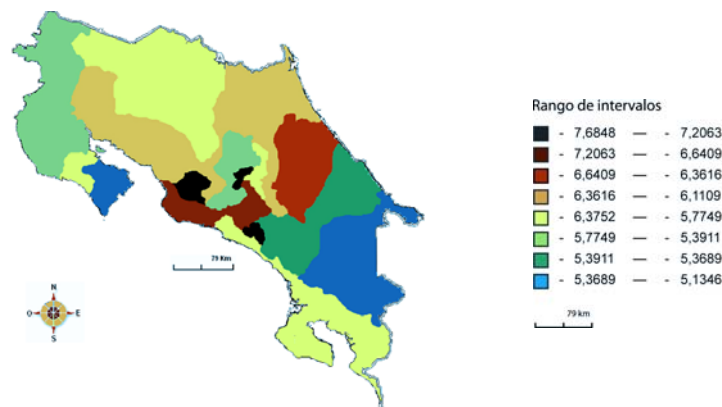 Rango de intervalos
- 7,6848 — - 7,2063
- 7,2063 — - 6,6409
- 6,6409 — - 6,3616
- 6,3616 — - 6,1109
- 6,3752 — - 5,7749
- 5,7749 — - 5,3911
- 5,3911 — - 5,3689
- 5,3689 — - 5,1346
79 Km
79 km
N
O E
S